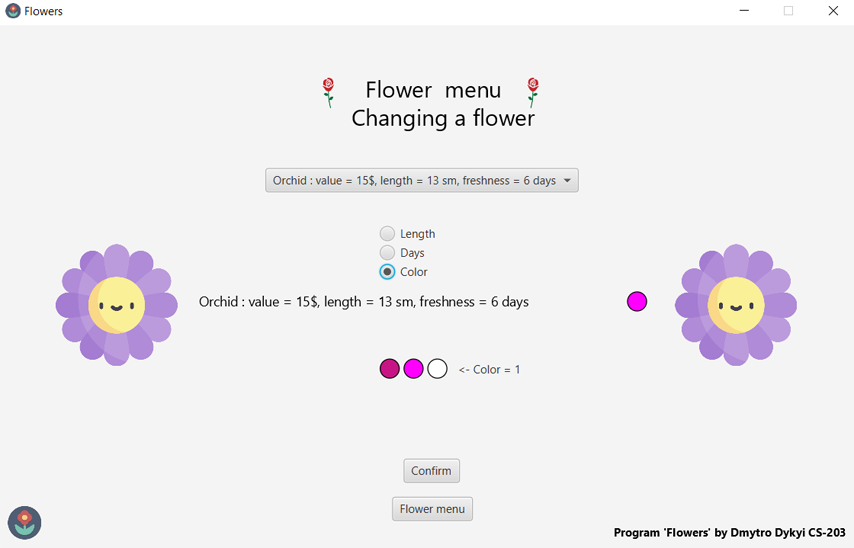 Flowers
Flower menu
Changing a flower
Orchid : value = 15$, length = 13 sm, freshness = 6 days
Length
Days
Color
Orchid : value = 15$, length = 13 sm, freshness = 6 days
<- Color = 1
Confirm
Flower menu
Program 'Flowers' by Dmytro Dykyi CS-203